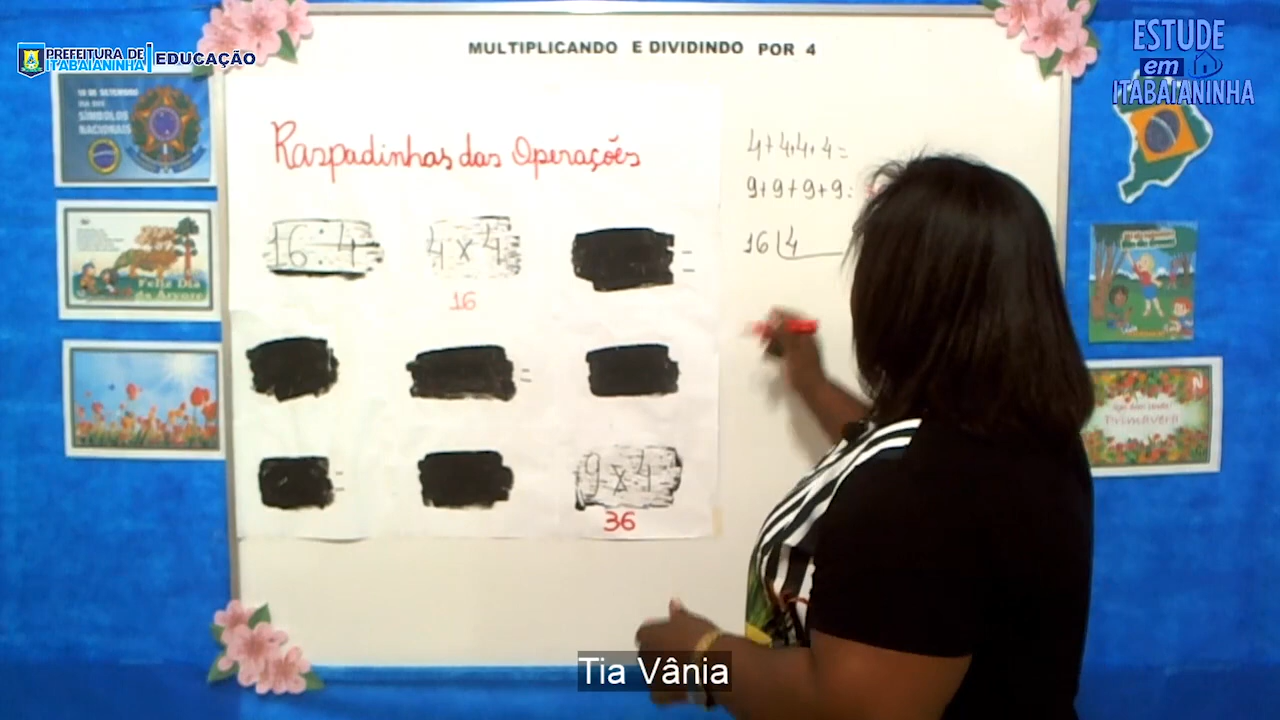 PREFEITURA DE
ITABAIANINHA
EDUCAÇÃO
ESTUDE
em
ITABAIANINHA
MULTIPLICANDO E DIVIDINDO POR 4
SÍMBOLOS
NACIONAIS
Feliz Dia
da Árvore
Primavera
Raspadinhas das Operações
16 : 4
4 x 4
16
=
=
=
9 x 4
36
4+4+4+4=
9+9+9+9=
16 4
Tia Vânia